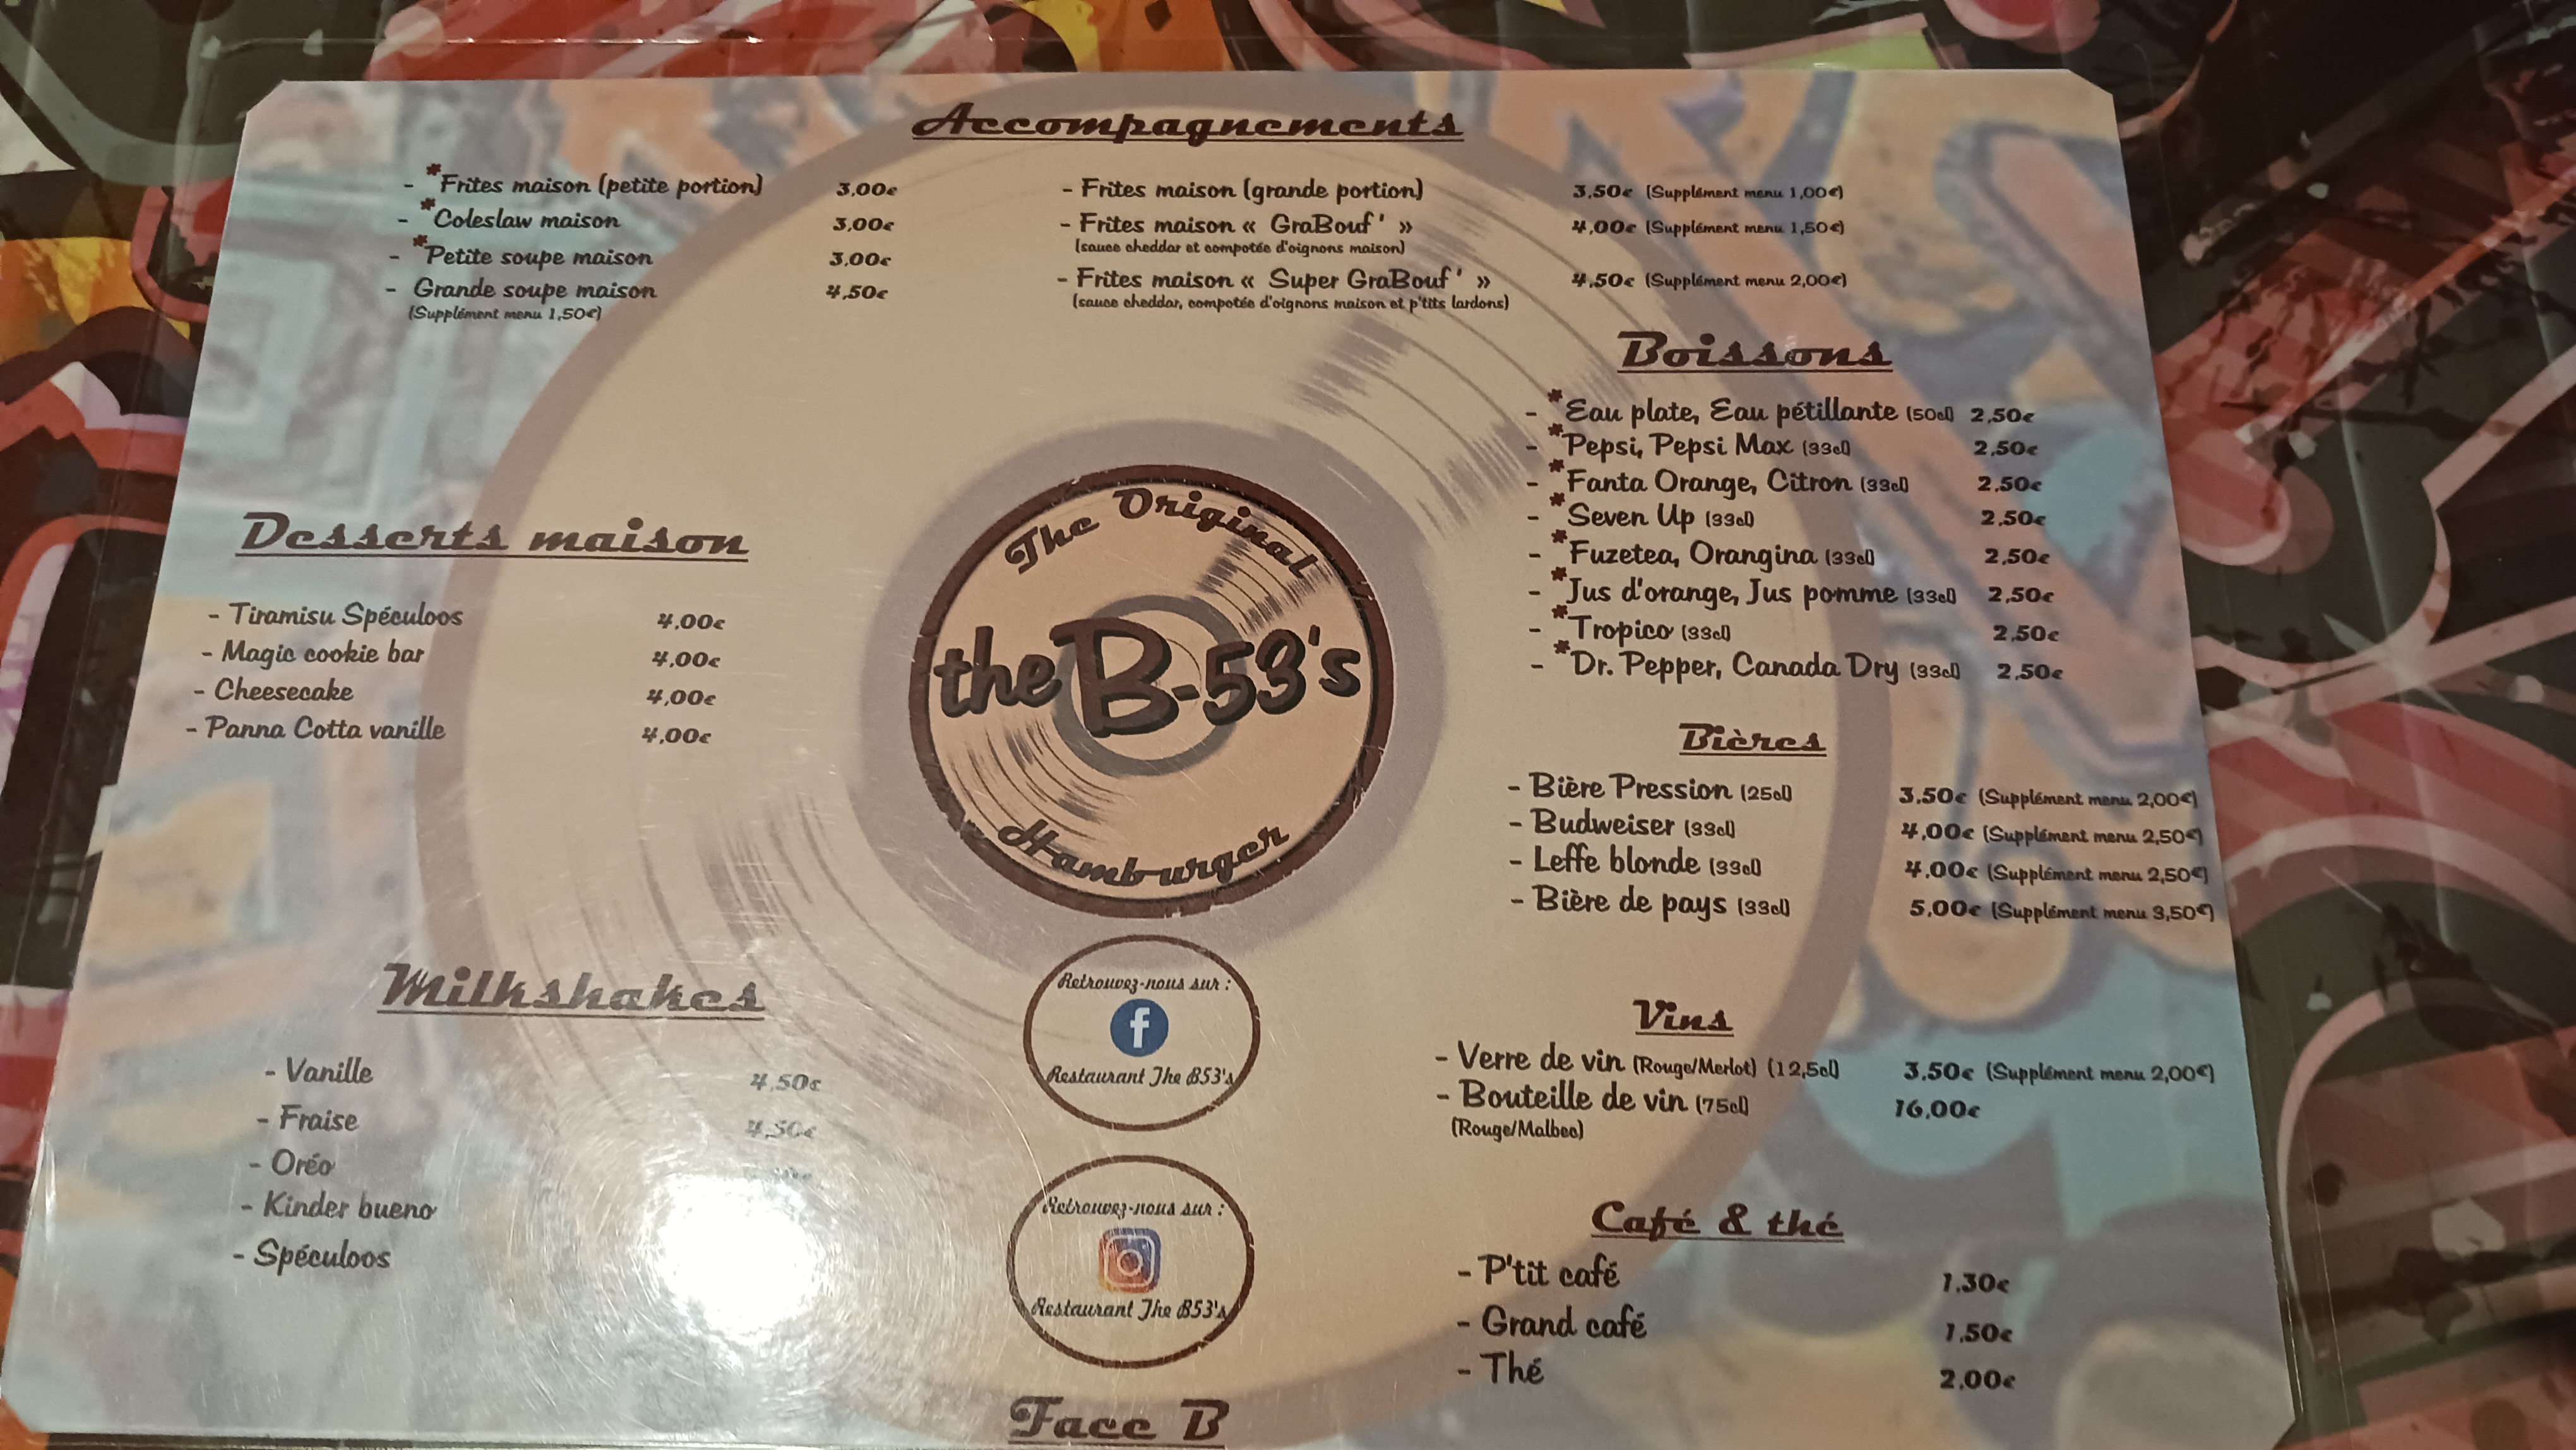 Accompagnements
- *Frites maison (petite portion) 3,00€
- *Coleslaw maison 3,00€
- *Petite soupe maison 3,00€
- Grande soupe maison 4,50€
(Supplément menu 1,50€)
- Frites maison (grande portion) 3,50€ (Supplément menu 1,00€)
- Frites maison « GraBouf' » 4,00€ (Supplément menu 1,50€)
(sauce cheddar et compotée d'oignons maison)
- Frites maison « Super GraBouf' » 4,50€ (Supplément menu 2,00€)
(sauce cheddar, compotée d'oignons maison et p'tits lardons)
Desserts maison
- Tiramisu Spéculoos 4,00€
- Magic cookie bar 4,00€
- Cheesecake 4,00€
- Panna Cotta vanille 4,00€
Milkshakes
- Vanille 4,50€
- Fraise 4,50€
- Oréo
- Kinder bueno
- Spéculoos
The Original
the B-53's
Hamburger
Retrouvez-nous sur :
f
Restaurant The B53's
Retrouvez-nous sur :
Restaurant The B53's
Face B
Boissons
- *Eau plate, Eau pétillante (50cl) 2,50€
- *Pepsi, Pepsi Max (33cl) 2,50€
- *Fanta Orange, Citron (33cl) 2,50€
- *Seven Up (33cl) 2,50€
- *Fuzetea, Orangina (33cl) 2,50€
- *Jus d'orange, Jus pomme (33cl) 2,50€
- *Tropico (33cl) 2,50€
- *Dr. Pepper, Canada Dry (33cl) 2,50€
Bières
- Bière Pression (25cl) 3,50€ (Supplément menu 2,00€)
- Budweiser (33cl) 4,00€ (Supplément menu 2,50€)
- Leffe blonde (33cl) 4,00€ (Supplément menu 2,50€)
- Bière de pays (33cl) 5,00€ (Supplément menu 3,50€)
Vins
- Verre de vin (Rouge/Merlot) (12,5cl) 3,50€ (Supplément menu 2,00€)
- Bouteille de vin (75cl) 16,00€
(Rouge/Malbec)
Café & thé
- P'tit café 1,30€
- Grand café 1,50€
- Thé 2,00€